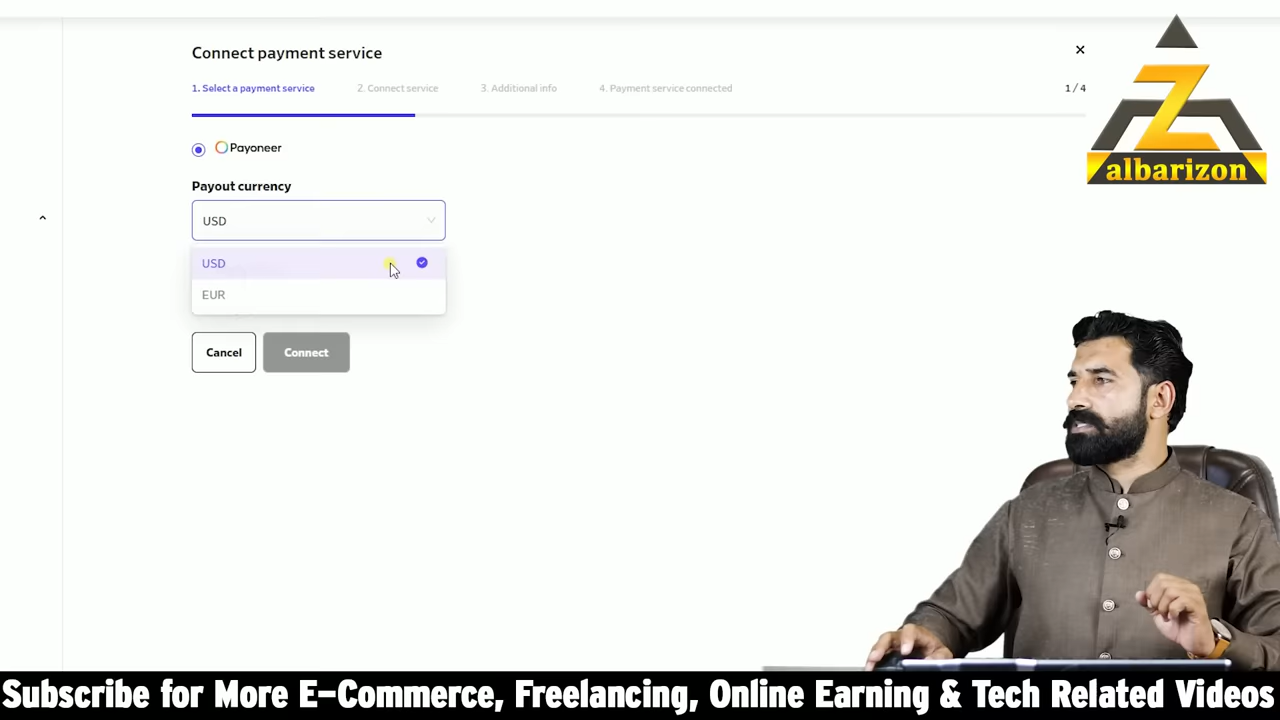 Connect payment service
1. Select a payment service
2. Connect service
3. Additional info
4. Payment service connected
1 / 4
Payoneer
Payout currency
USD
USD
EUR
Cancel
Connect
Z
albarizon
Subscribe for More E-Commerce, Freelancing, Online Earning & Tech Related Videos